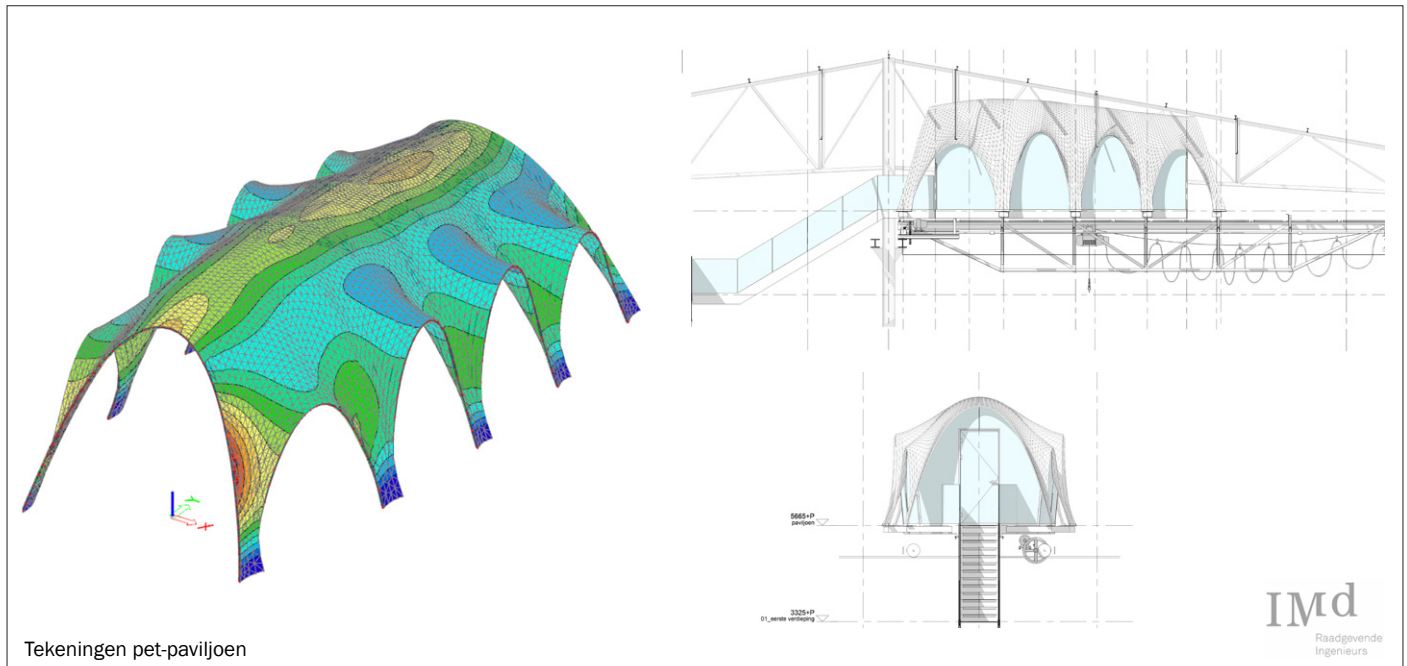 Y
X
5665+P
paviljoen
3325+P
01_eerste verdieping
Tekeningen pet-paviljoen
IMd
Raadgevende
Ingenieurs